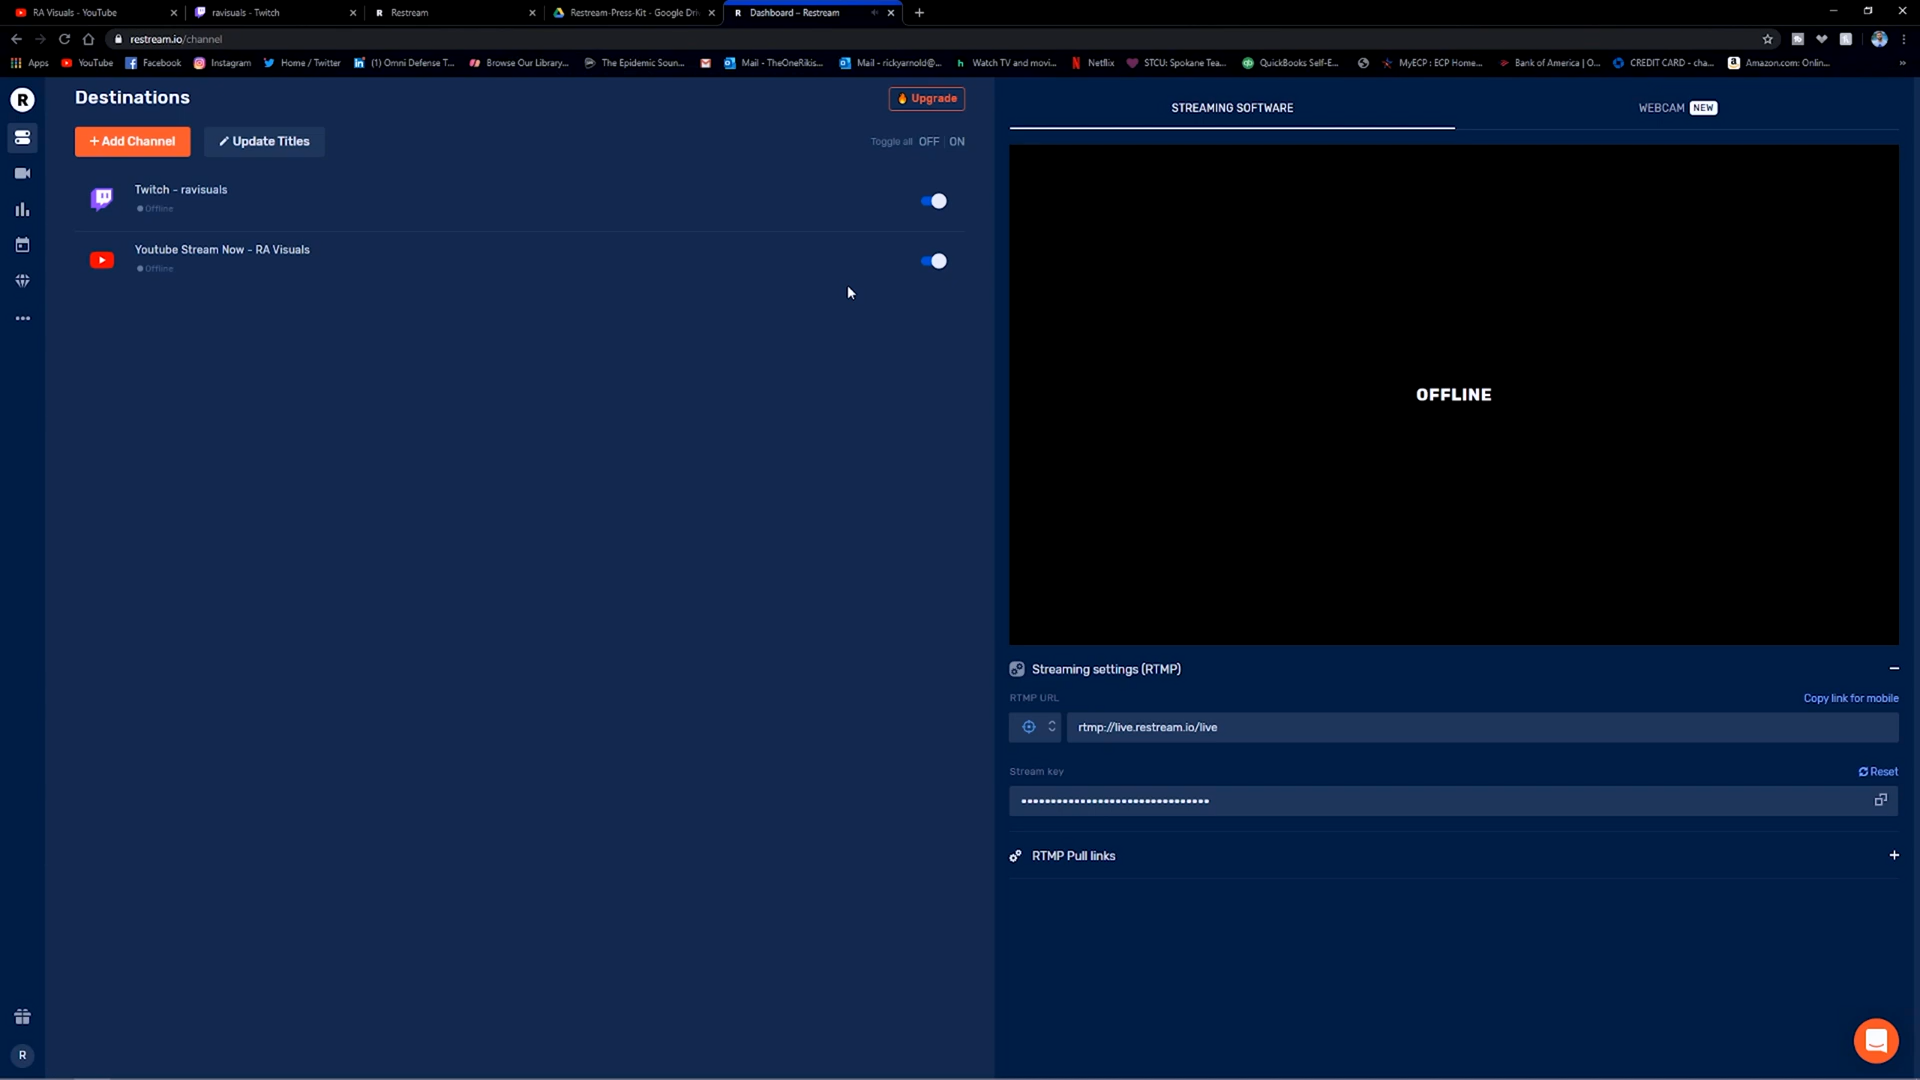 RA Visuals - YouTube
ravisuals - Twitch
Restream
Restream-Press-Kit - Google Dri
R Dashboard – Restream
restream.io/channel
Apps YouTube Facebook Instagram Home / Twitter (1) Omni Defense T... Browse Our Library... The Epidemic Soun... Mail - TheOneRikis... Mail - rickyarnold@... Watch TV and movi... Netflix STCU: Spokane Tea... QuickBooks Self-E... MyECP : ECP Home... Bank of America | O... CREDIT CARD - cha... Amazon.com: Onlin...
R
Destinations
Upgrade
+ Add Channel
Update Titles
Toggle all OFF ON
Twitch - ravisuals
Offline
Youtube Stream Now - RA Visuals
Offline
R
STREAMING SOFTWARE
WEBCAM NEW
OFFLINE
Streaming settings (RTMP)
RTMP URL
Copy link for mobile
rtmp://live.restream.io/live
Stream key
Reset
RTMP Pull links